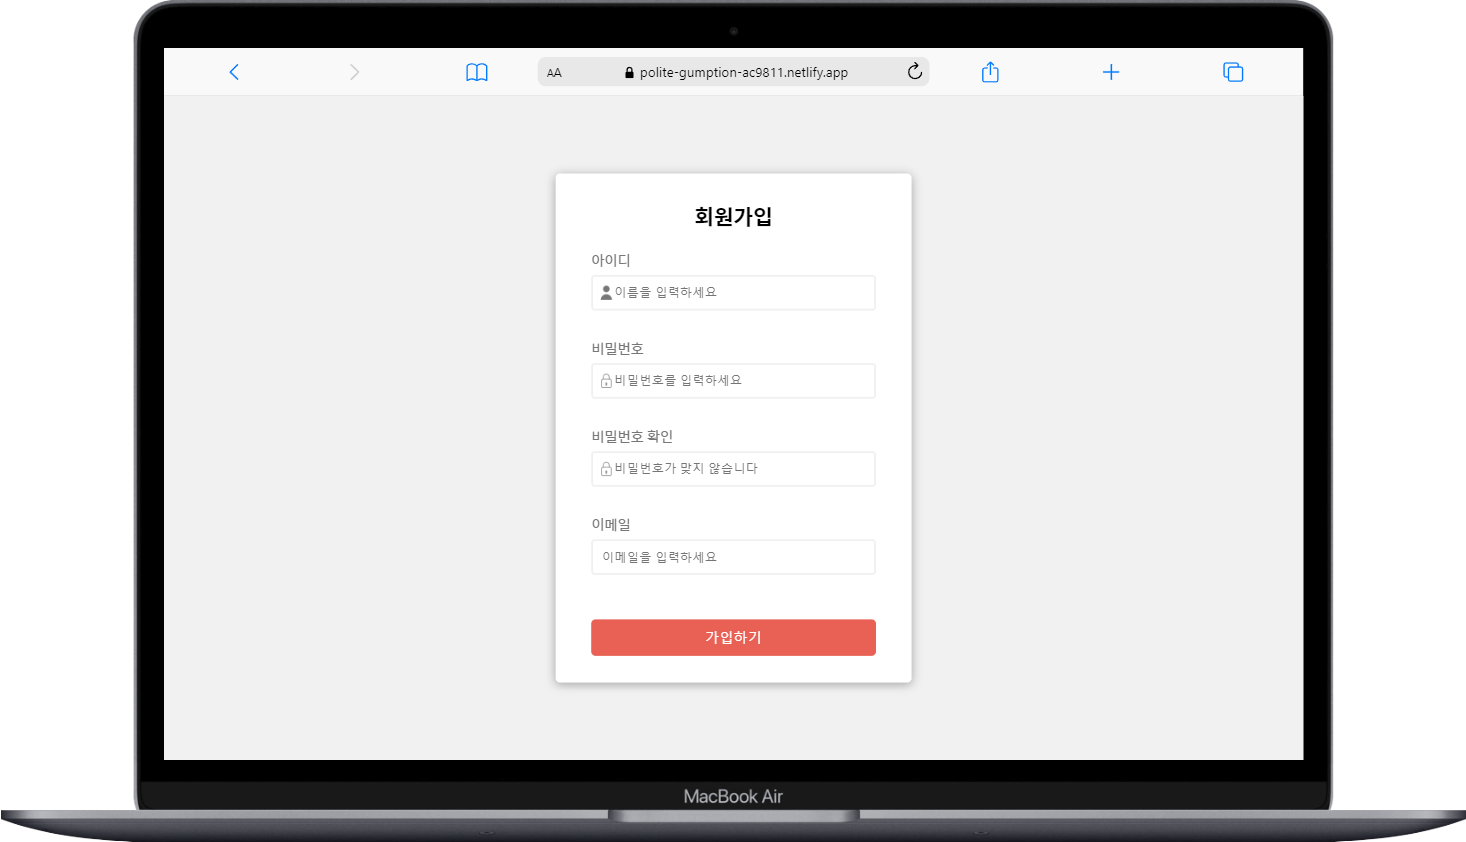 AA
polite-gumption-ac9811.netlify.app
회원가입
아이디
이름을 입력하세요
비밀번호
비밀번호를 입력하세요
비밀번호 확인
비밀번호가 맞지 않습니다
이메일
이메일을 입력하세요
가입하기
MacBook Air